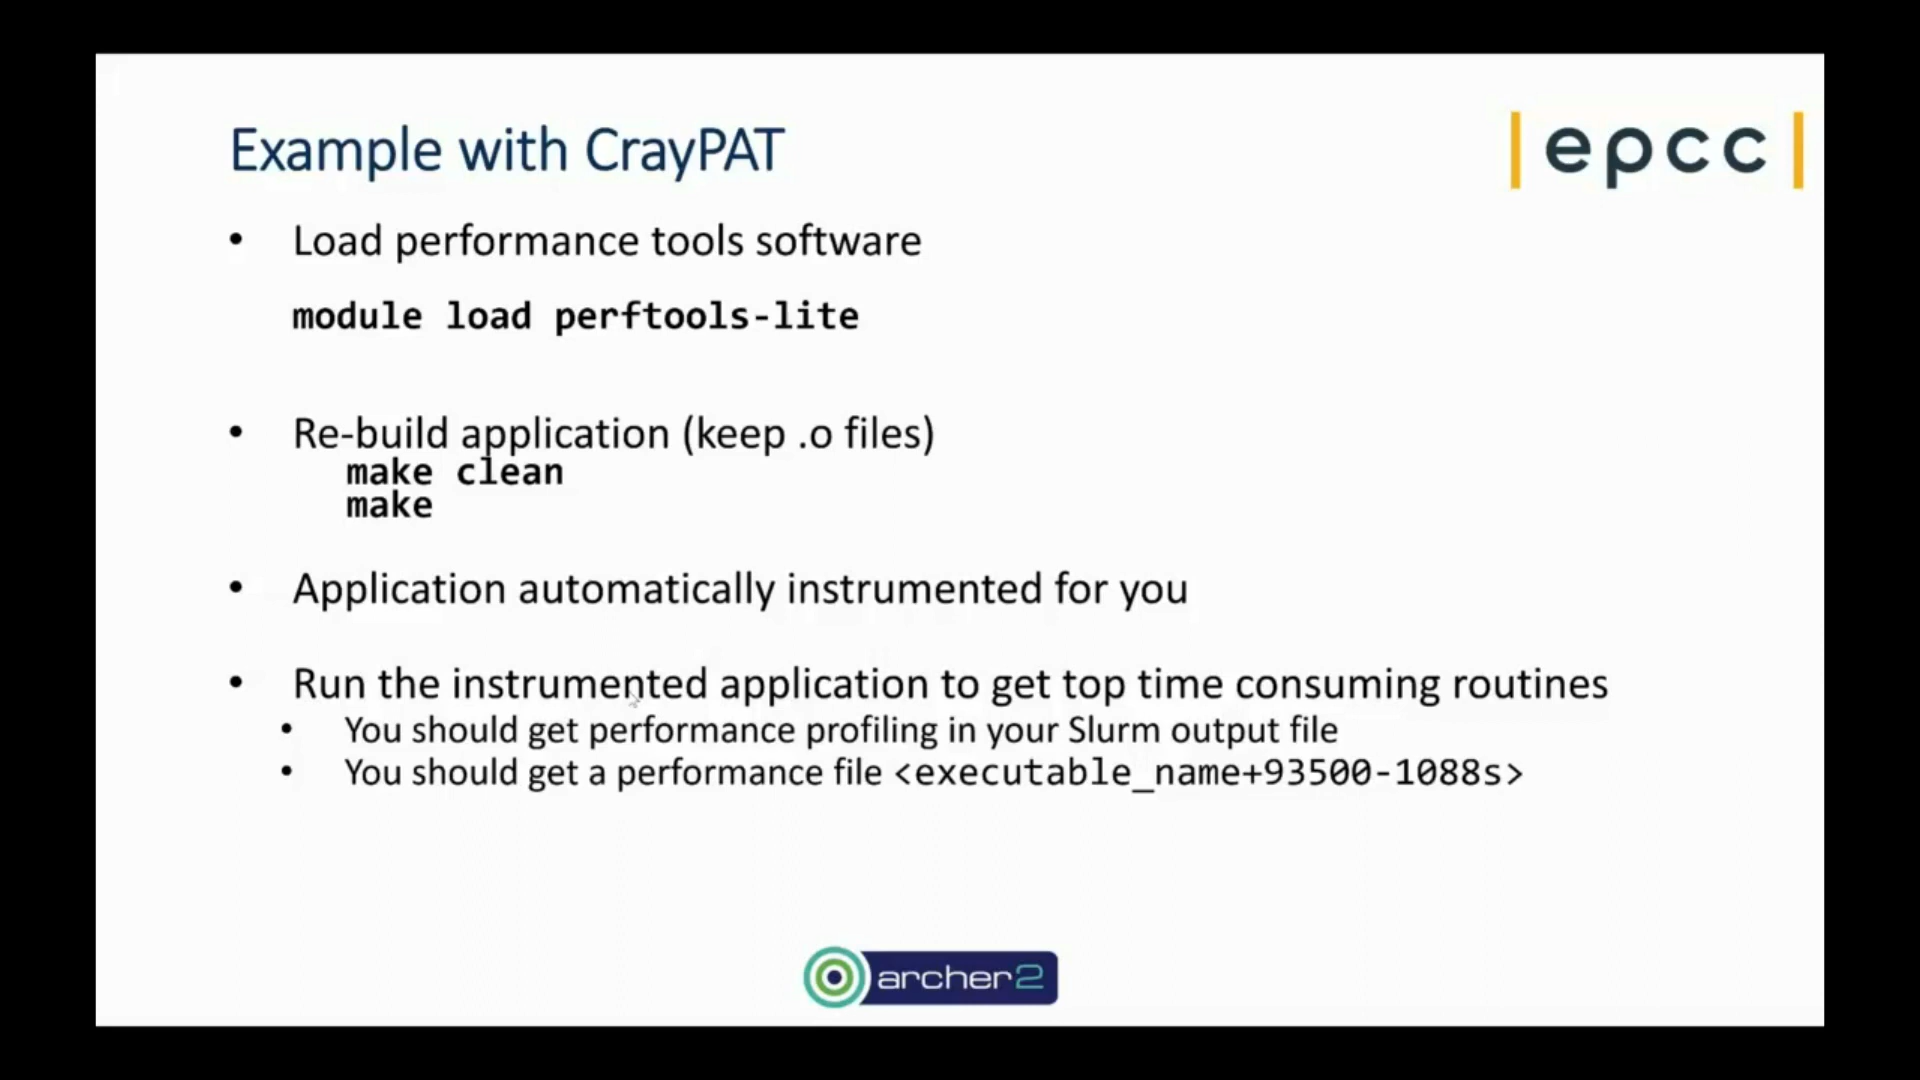 Example with CrayPAT
| epcc |
• Load performance tools software
module load perftools-lite
• Re-build application (keep .o files)
make clean
make
• Application automatically instrumented for you
• Run the instrumented application to get top time consuming routines
• You should get performance profiling in your Slurm output file
• You should get a performance file <executable_name+93500-1088s>
archer2